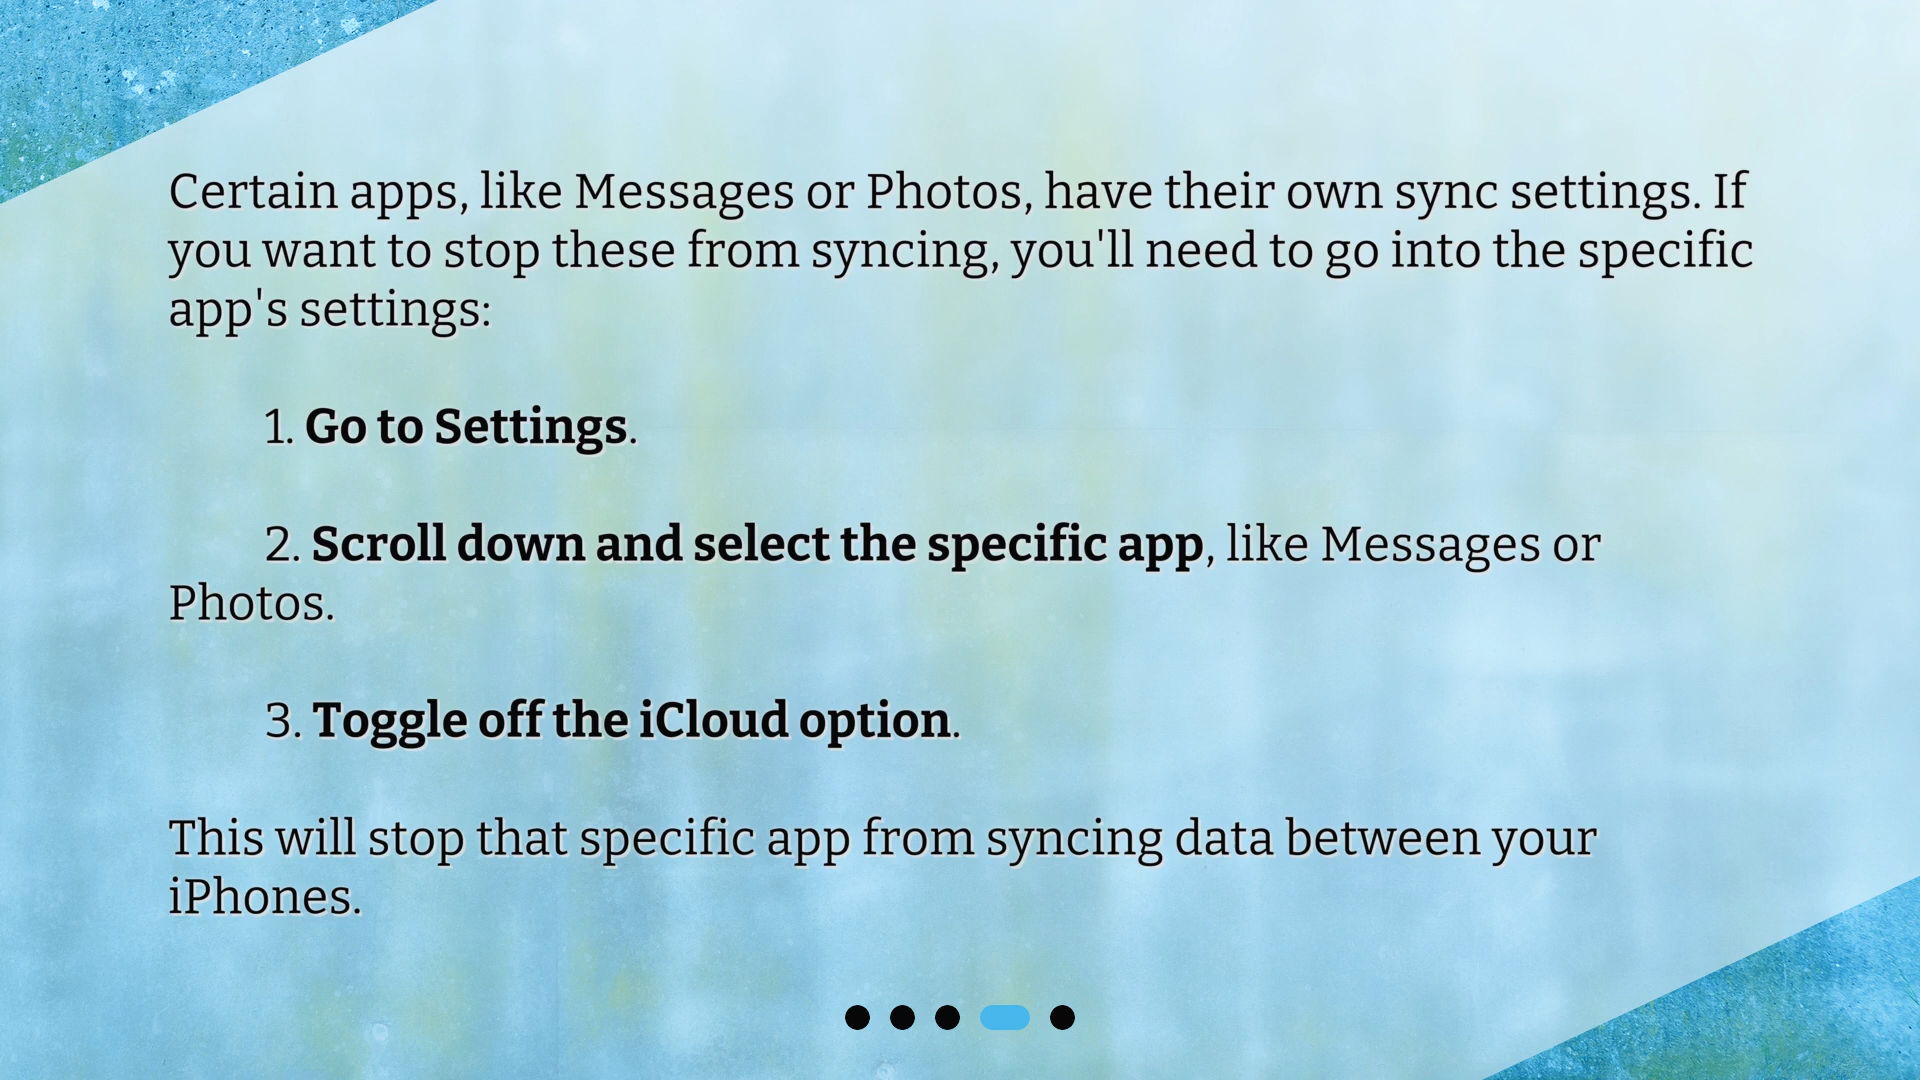 Certain apps, like Messages or Photos, have their own sync settings. If
you want to stop these from syncing, you'll need to go into the specific
app's settings:
1. Go to Settings.
2. Scroll down and select the specific app, like Messages or
Photos.
3. Toggle off the iCloud option.
This will stop that specific app from syncing data between your
iPhones.